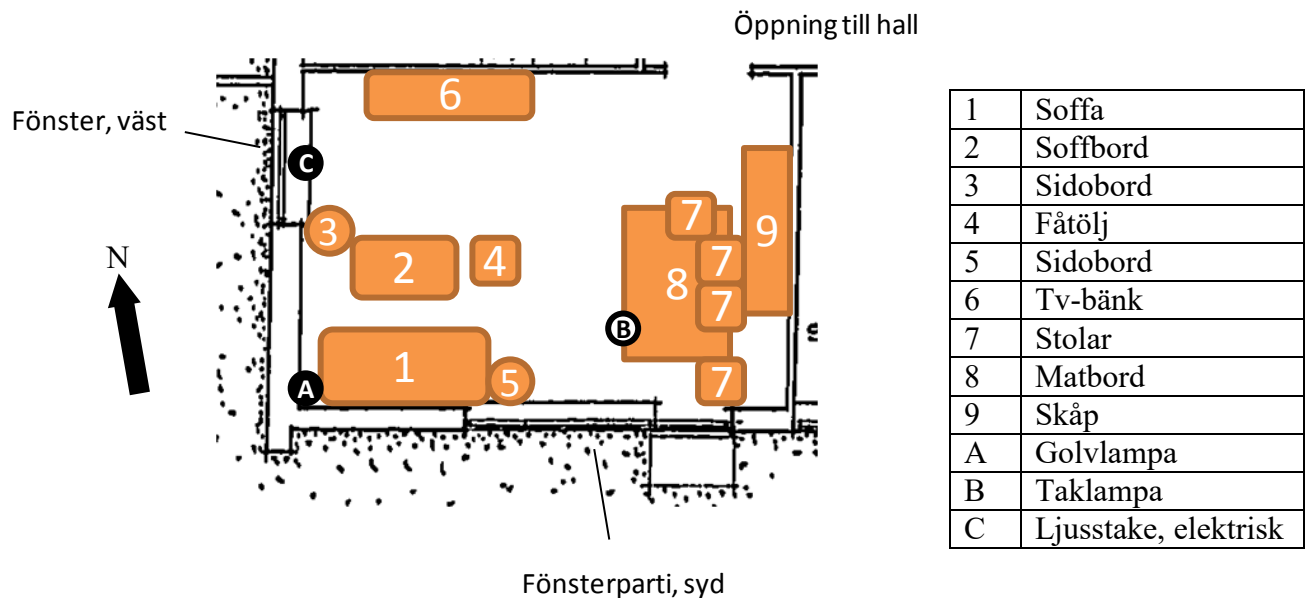 Öppning till hall
6
Fönster, väst
C
7
3
9
N
2
4
7
8
7
B
1
7
A
5
Fönsterparti, syd
1 Soffa
2 Soffbord
3 Sidobord
4 Fåtölj
5 Sidobord
6 Tv-bänk
7 Stolar
8 Matbord
9 Skåp
A Golvlampa
B Taklampa
C Ljusstake, elektrisk